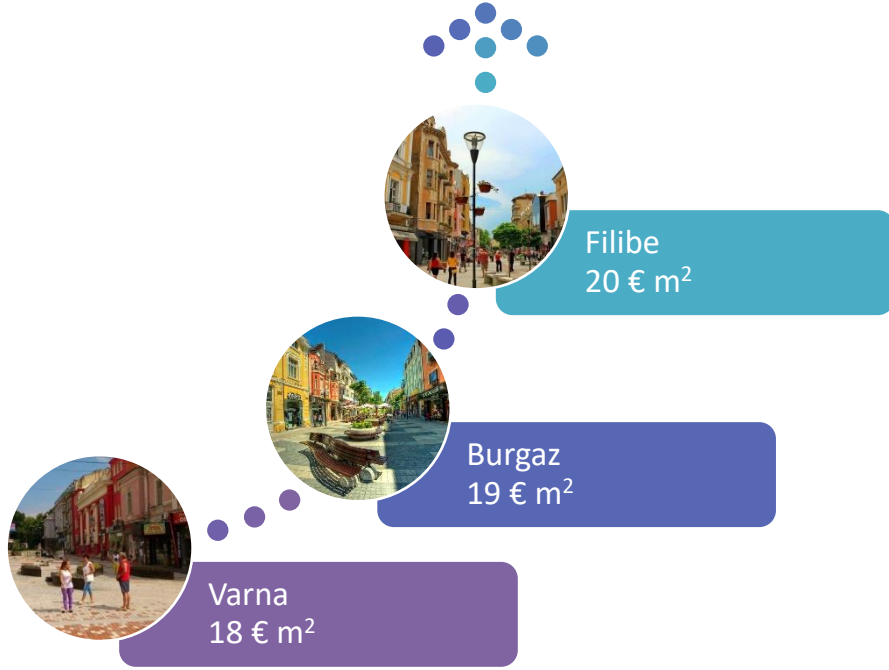 Filibe
20 € m²
Burgaz
19 € m²
Varna
18 € m²